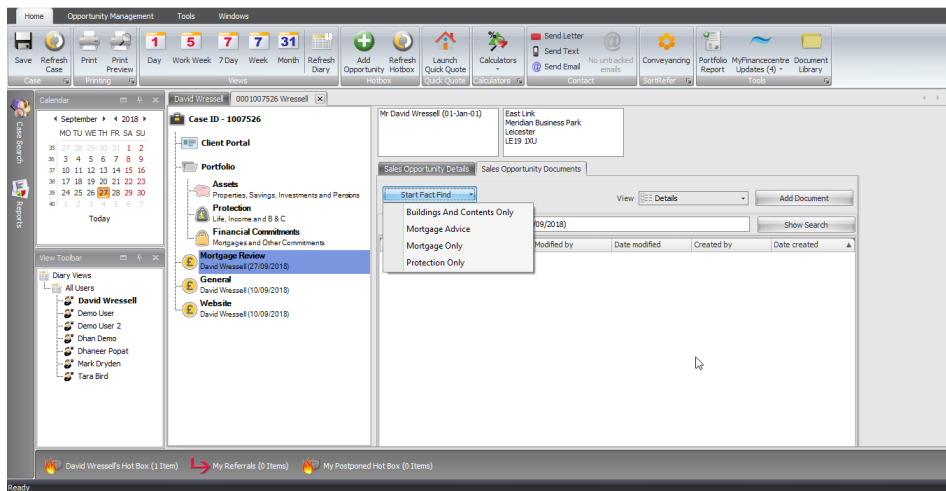 Home Opportunity Management Tools Windows
Save Refresh Case Print Print Preview Day Work Week 7 Day Week Month Refresh Diary Add Opportunity Refresh Hotbox Launch Quick Quote Calculators Send Letter Send Text Send Email No untracked emails Conveyancing Portfolio Report MyFinancecentre Updates (4) Document Library
1 5 7 7 31
Case Printing Views Hotbox Quick Quote Calculators Contact SortRefer Tools
Case Search
Reports
Calendar
September 2018
MO TU WE TH FR SA SU
35 27 28 29 30 31 1 2
36 3 4 5 6 7 8 9
37 10 11 12 13 14 15 16
38 17 18 19 20 21 22 23
39 24 25 26 27 28 29 30
40 1 2 3 4 5 6 7
Today
View Toolbar
Diary Views
All Users
David Wressell
Demo User
Demo User 2
Dhan Demo
Dhaneer Popat
Mark Dryden
Tara Bird
David Wressell 0001007526 Wressell
Case ID - 1007526
Client Portal
Portfolio
Assets
Properties, Savings, Investments and Pensions
Protection
Life, Income and B & C
Financial Commitments
Mortgages and Other Commitments
Mortgage Review
David Wressell (27/09/2018)
General
David Wressell (10/09/2018)
Website
David Wressell (10/09/2018)
Mr David Wressell (01-Jan-01)
East Link
Meridian Business Park
Leicester
LE19 1XU
Sales Opportunity Details Sales Opportunity Documents
Start Fact Find View Details Add Document
Buildings And Contents Only
Mortgage Advice
Mortgage Only
Protection Only
/09/2018) Show Search
Modified by Date modified Created by Date created
David Wressell's Hot Box (1 Item) My Referrals (0 Items) My Postponed Hot Box (0 Items)
Ready